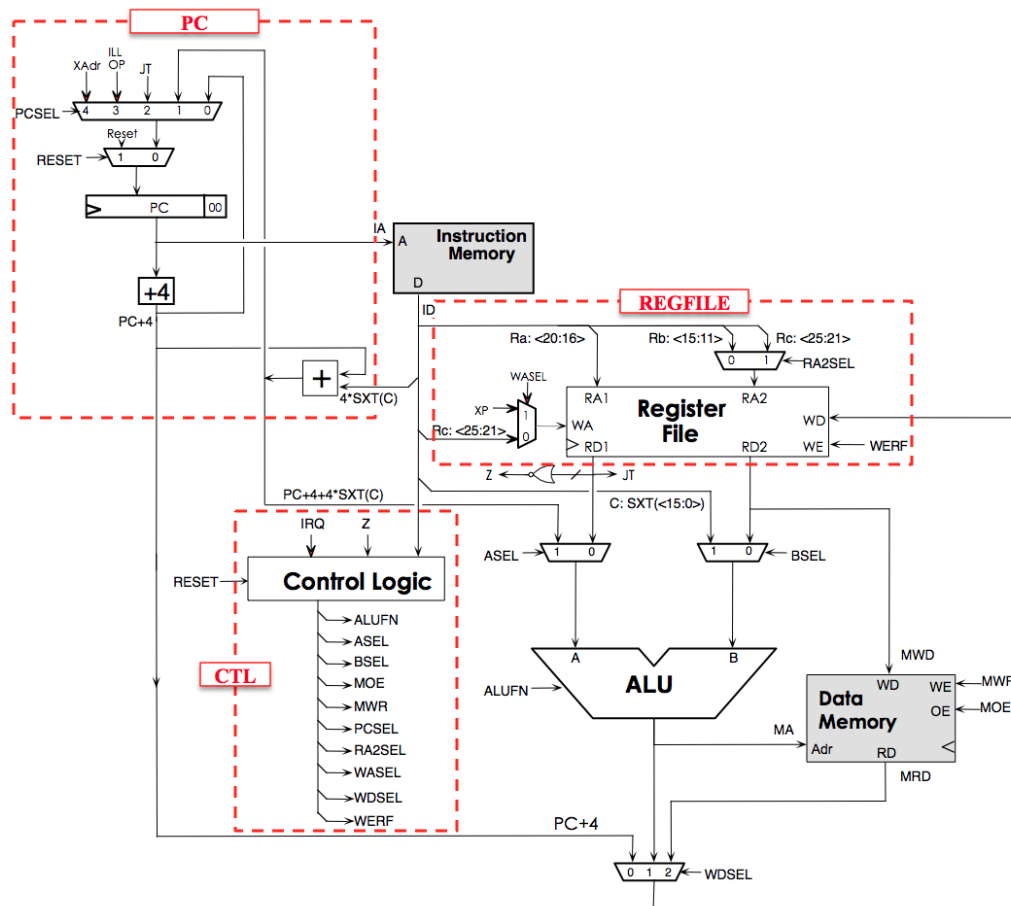 PC
XAdr
ILL
OP
JT
PCSEL
4 3 2 1 0
Reset
RESET
1 0
PC
00
+4
PC+4
+
4*SXT(C)
IA
A
Instruction
Memory
D
ID
REGFILE
Ra: <20:16>
Rb: <15:11>
Rc: <25:21>
0 1
RA2SEL
WASEL
XP
1
0
Rc: <25:21>
RA1
RA2
Register
File
WA
WD
RD1
RD2
WE
WERF
Z
JT
PC+4+4*SXT(C)
C: SXT(<15:0>)
IRQ
Z
ASEL
1 0
1 0
BSEL
RESET
Control Logic
ALUFN
ASEL
BSEL
MOE
MWR
PCSEL
RA2SEL
WASEL
WDSEL
WERF
CTL
A
B
ALU
ALUFN
MWD
WD
WE
MWR
Data
Memory
OE
MOE
MA
Adr
RD
MRD
PC+4
0 1 2
WDSEL